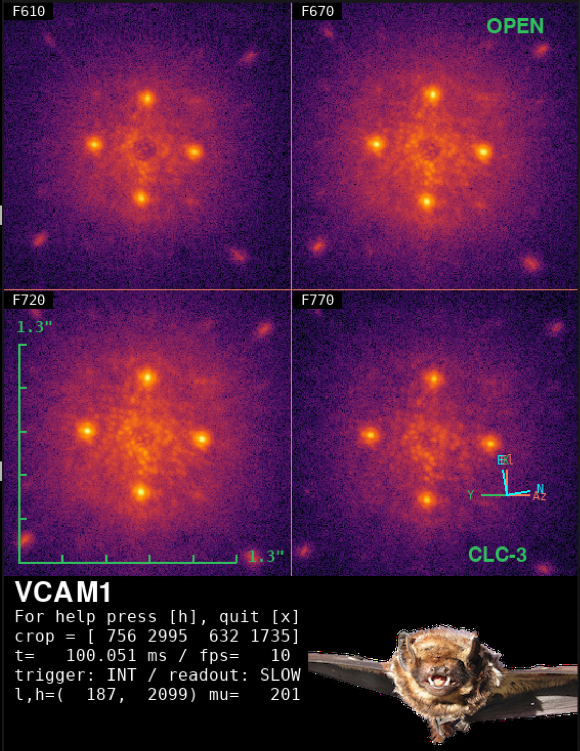 F610
F670
OPEN
F720
F770
1.3"
1.3"
El
E
N
Y
Az
CLC-3
VCAM1
For help press [h], quit [x]
crop = [ 756 2995  632 1735]
t=   100.051 ms / fps=   10
trigger: INT / readout: SLOW
l,h=(  187,  2099) mu=   201